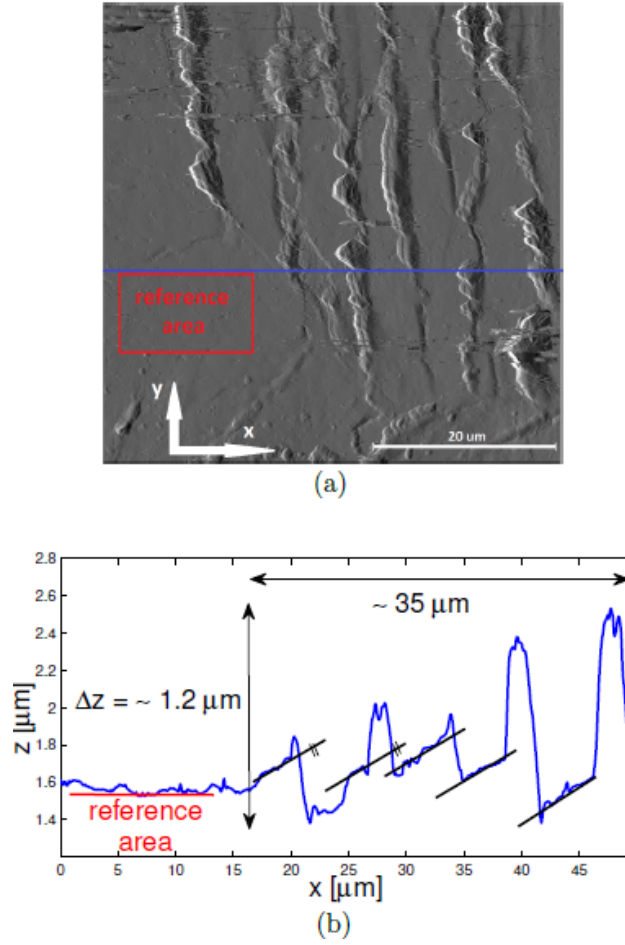 reference
area
y
x
20 um
(a)
2.8
2.6
2.4
2.2
2
1.8
1.6
1.4
z [μm]
~ 35 μm
Δz = ~ 1.2 μm
reference
area
0 5 10 15 20 25 30 35 40 45
x [μm]
(b)